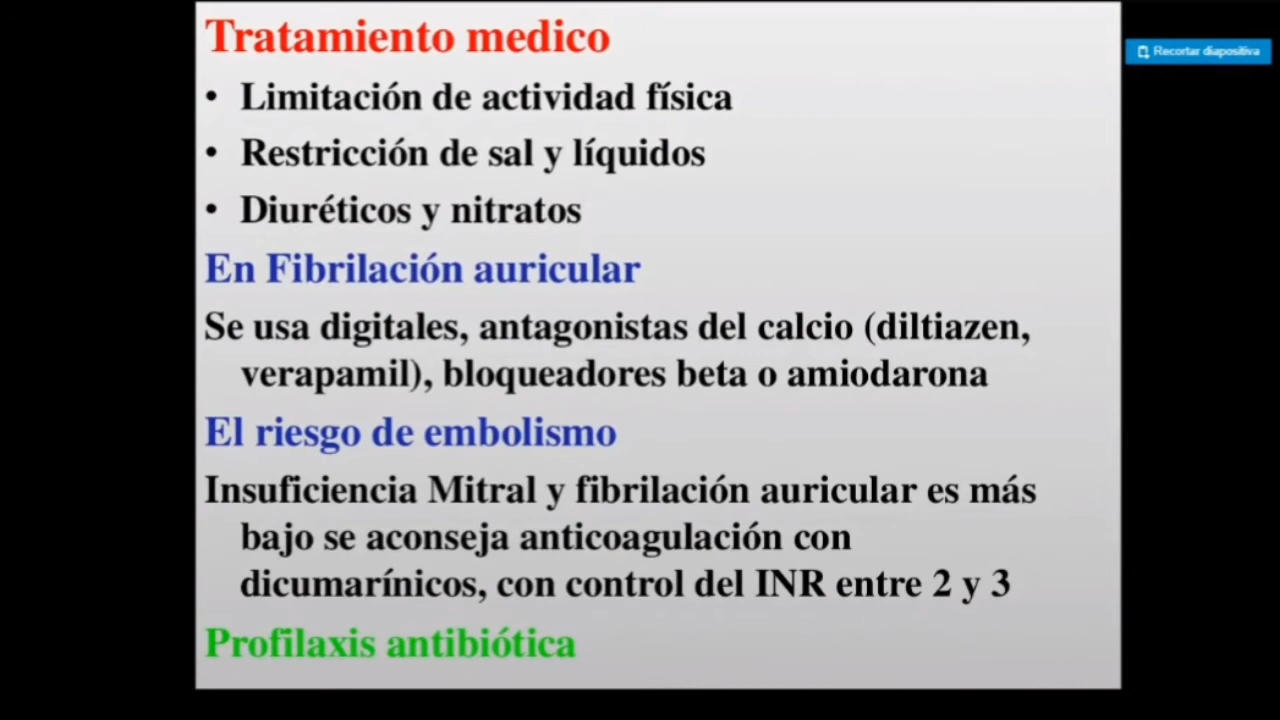 Tratamiento medico
Recortar diapositiva
• Limitación de actividad física
• Restricción de sal y líquidos
• Diuréticos y nitratos
En Fibrilación auricular
Se usa digitales, antagonistas del calcio (diltiazen,
verapamil), bloqueadores beta o amiodarona
El riesgo de embolismo
Insuficiencia Mitral y fibrilación auricular es más
bajo se aconseja anticoagulación con
dicumarínicos, con control del INR entre 2 y 3
Profilaxis antibiótica